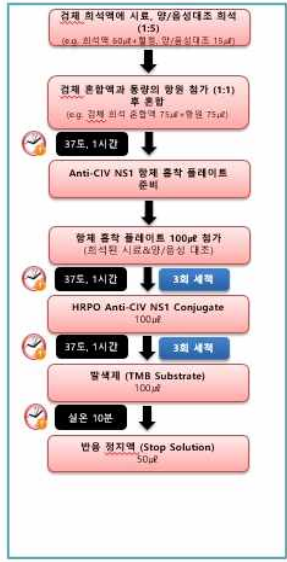 검체 희석액에 시료, 양/음성대조 희석
(1:5)
(e.g. 희석액 60㎕+혈청, 양/음성대조 15㎕)
검체 혼합액과 동량의 항원 첨가 (1:1)
후 혼합
(e.g. 검체 희석 혼합액 75㎕+항원 75㎕)
37도, 1시간
Anti-CIV NS1 항체 흡착 플레이트
준비
항체 흡착 플레이트 100㎕ 첨가
(희석된 시료&양/음성 대조)
37도, 1시간
3회 세척
HRPO Anti-CIV NS1 Conjugate
100㎕
37도, 1시간
3회 세척
발색제 (TMB Substrate)
100㎕
실온 10분
반응 정지액 (Stop Solution)
50㎕